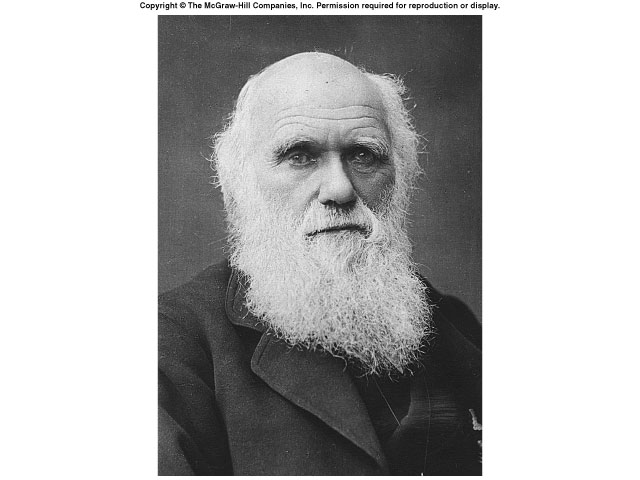 Copyright © The McGraw-Hill Companies, Inc. Permission required for reproduction or display.